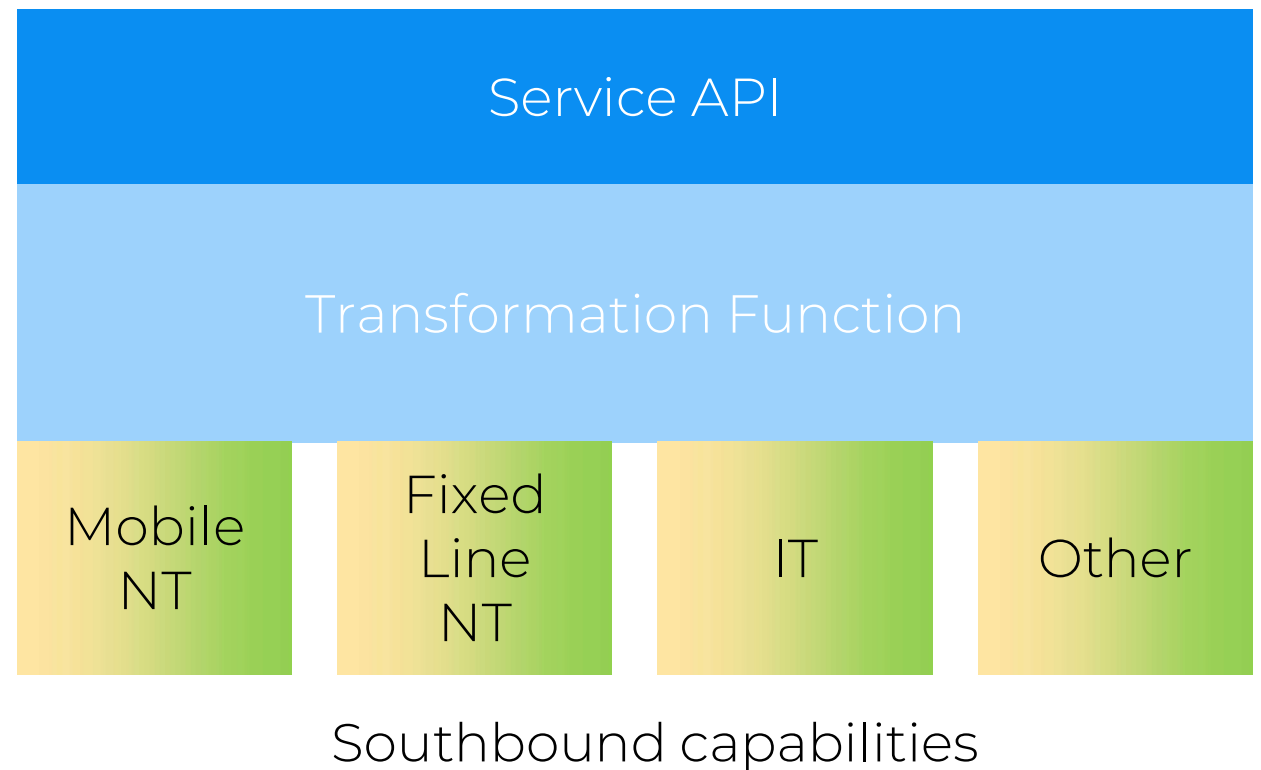 Service API
Transformation Function
Mobile
NT
Fixed
Line
NT
IT
Other
Southbound capabilities